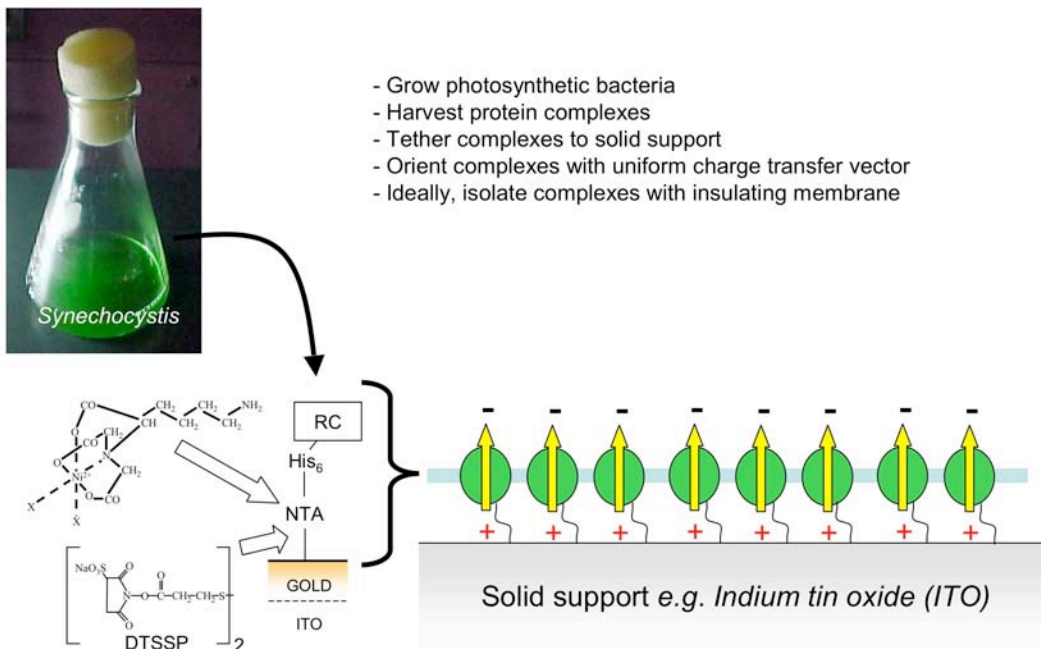 - Grow photosynthetic bacteria
- Harvest protein complexes
- Tether complexes to solid support
- Orient complexes with uniform charge transfer vector
- Ideally, isolate complexes with insulating membrane
Synechocystis
CO CH₂ CH₂ NH₂
CH CH₂ CH₂
O CO CH₂
O N
Ni²⁺ CH₂
O CO
X
X
RC
His₆
NTA
GOLD
ITO
NaO₃S O
N-O-C-CH₂-CH₂-S
O O
DTSSP
2
- - - - - - - -
+ + + + + + + +
Solid support e.g. Indium tin oxide (ITO)